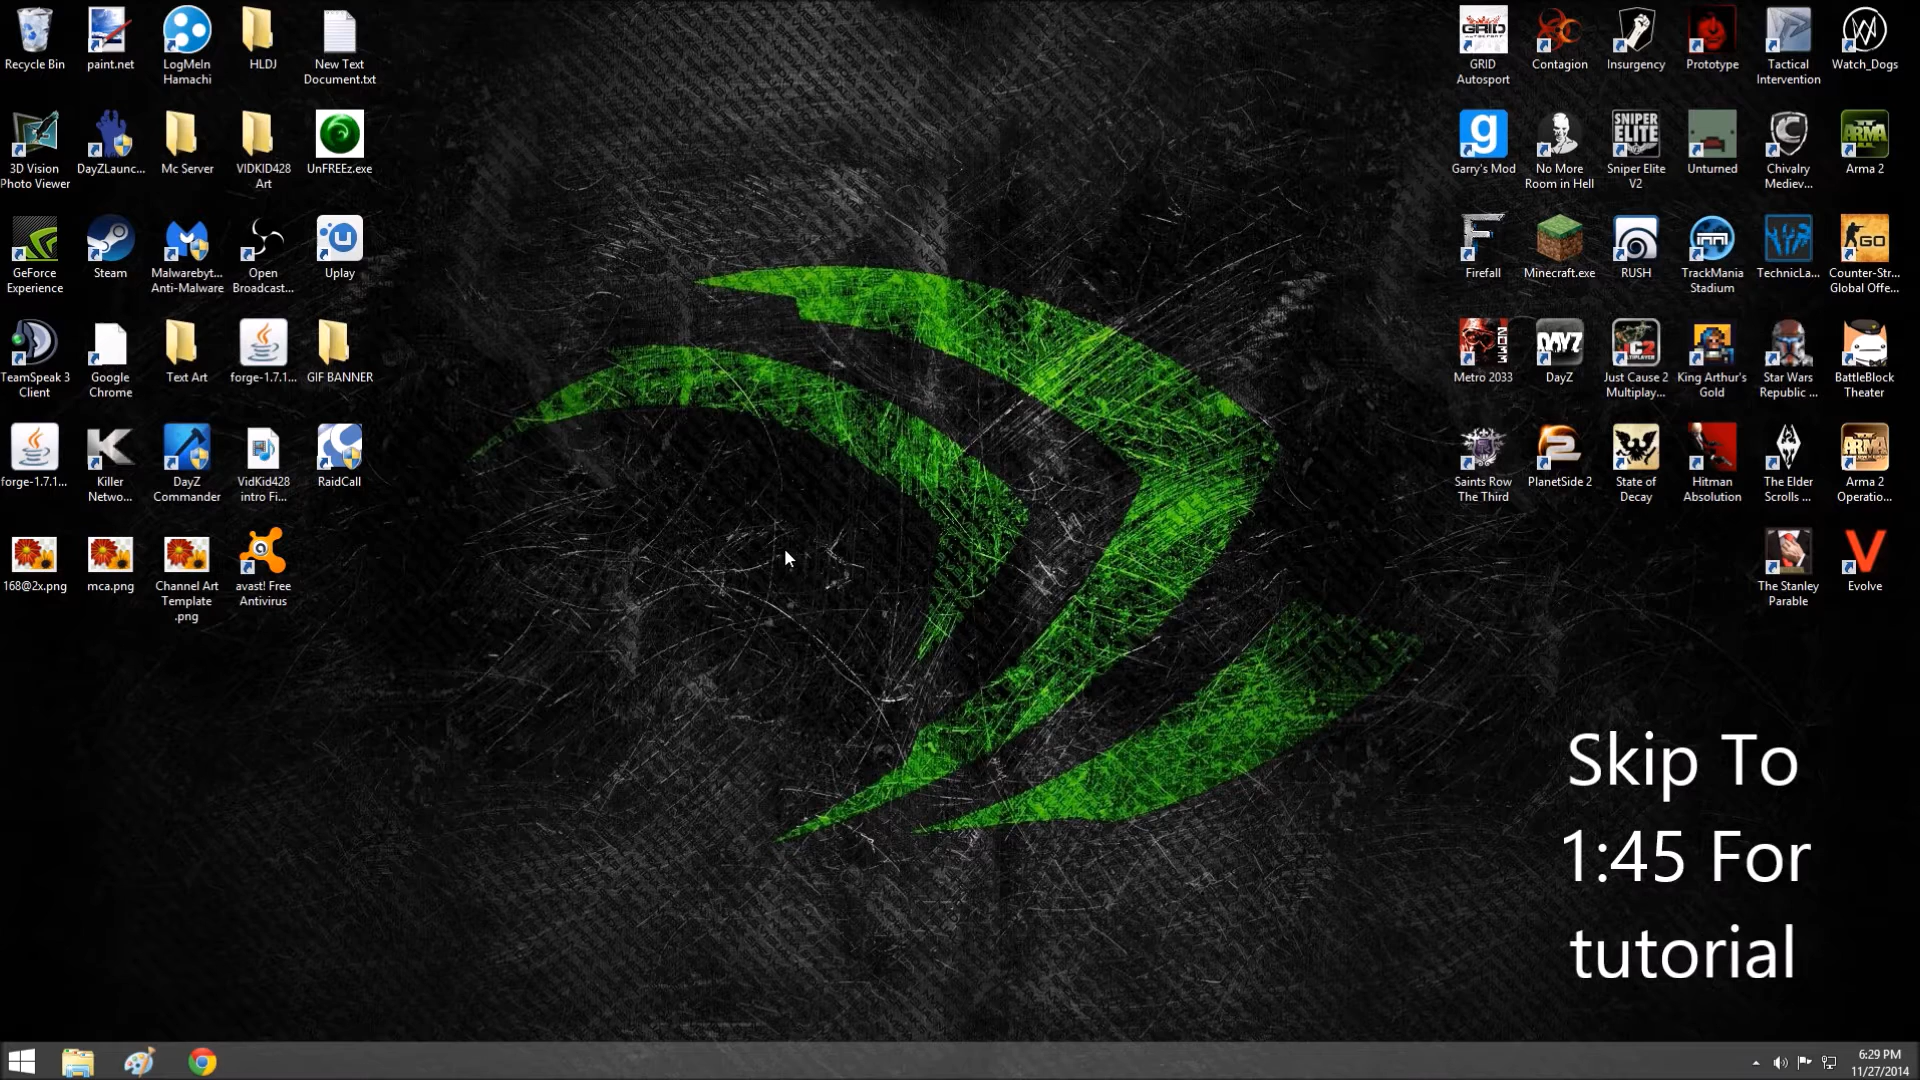 Recycle Bin
paint.net
LogMeIn
Hamachi
HLDJ
New Text
Document.txt
3D Vision
Photo Viewer
DayZLaunc...
Mc Server
VIDKID428
Art
UnFREEz.exe
GeForce
Experience
Steam
Malwarebyt...
Anti-Malware
Open
Broadcast...
Uplay
TeamSpeak 3
Client
Google
Chrome
Text Art
forge-1.7.1...
GIF BANNER
forge-1.7.1...
Killer
Netwo...
DayZ
Commander
VidKid428
intro Fi...
RaidCall
168@2x.png
mca.png
Channel Art
Template
.png
avast! Free
Antivirus
GRID
Autosport
Contagion
Insurgency
Prototype
Tactical
Intervention
Watch_Dogs
Garry's Mod
No More
Room in Hell
SNIPER
ELITE
Sniper Elite
V2
Unturned
Chivalry
Mediev...
ARMA
Arma 2
Firefall
Minecraft.exe
RUSH
TrackMania
Stadium
TechnicLa...
GO
Counter-Str...
Global Offe...
2033
Metro 2033
DAYZ
DayZ
Just Cause 2
Multiplay...
King Arthur's
Gold
Star Wars
Republic ...
BattleBlock
Theater
Saints Row
The Third
PlanetSide 2
State of
Decay
Hitman
Absolution
The Elder
Scrolls ...
ARMA
Arma 2
Operatio...
The Stanley
Parable
Evolve
Skip To
1:45 For
tutorial
6:29 PM
11/27/2014